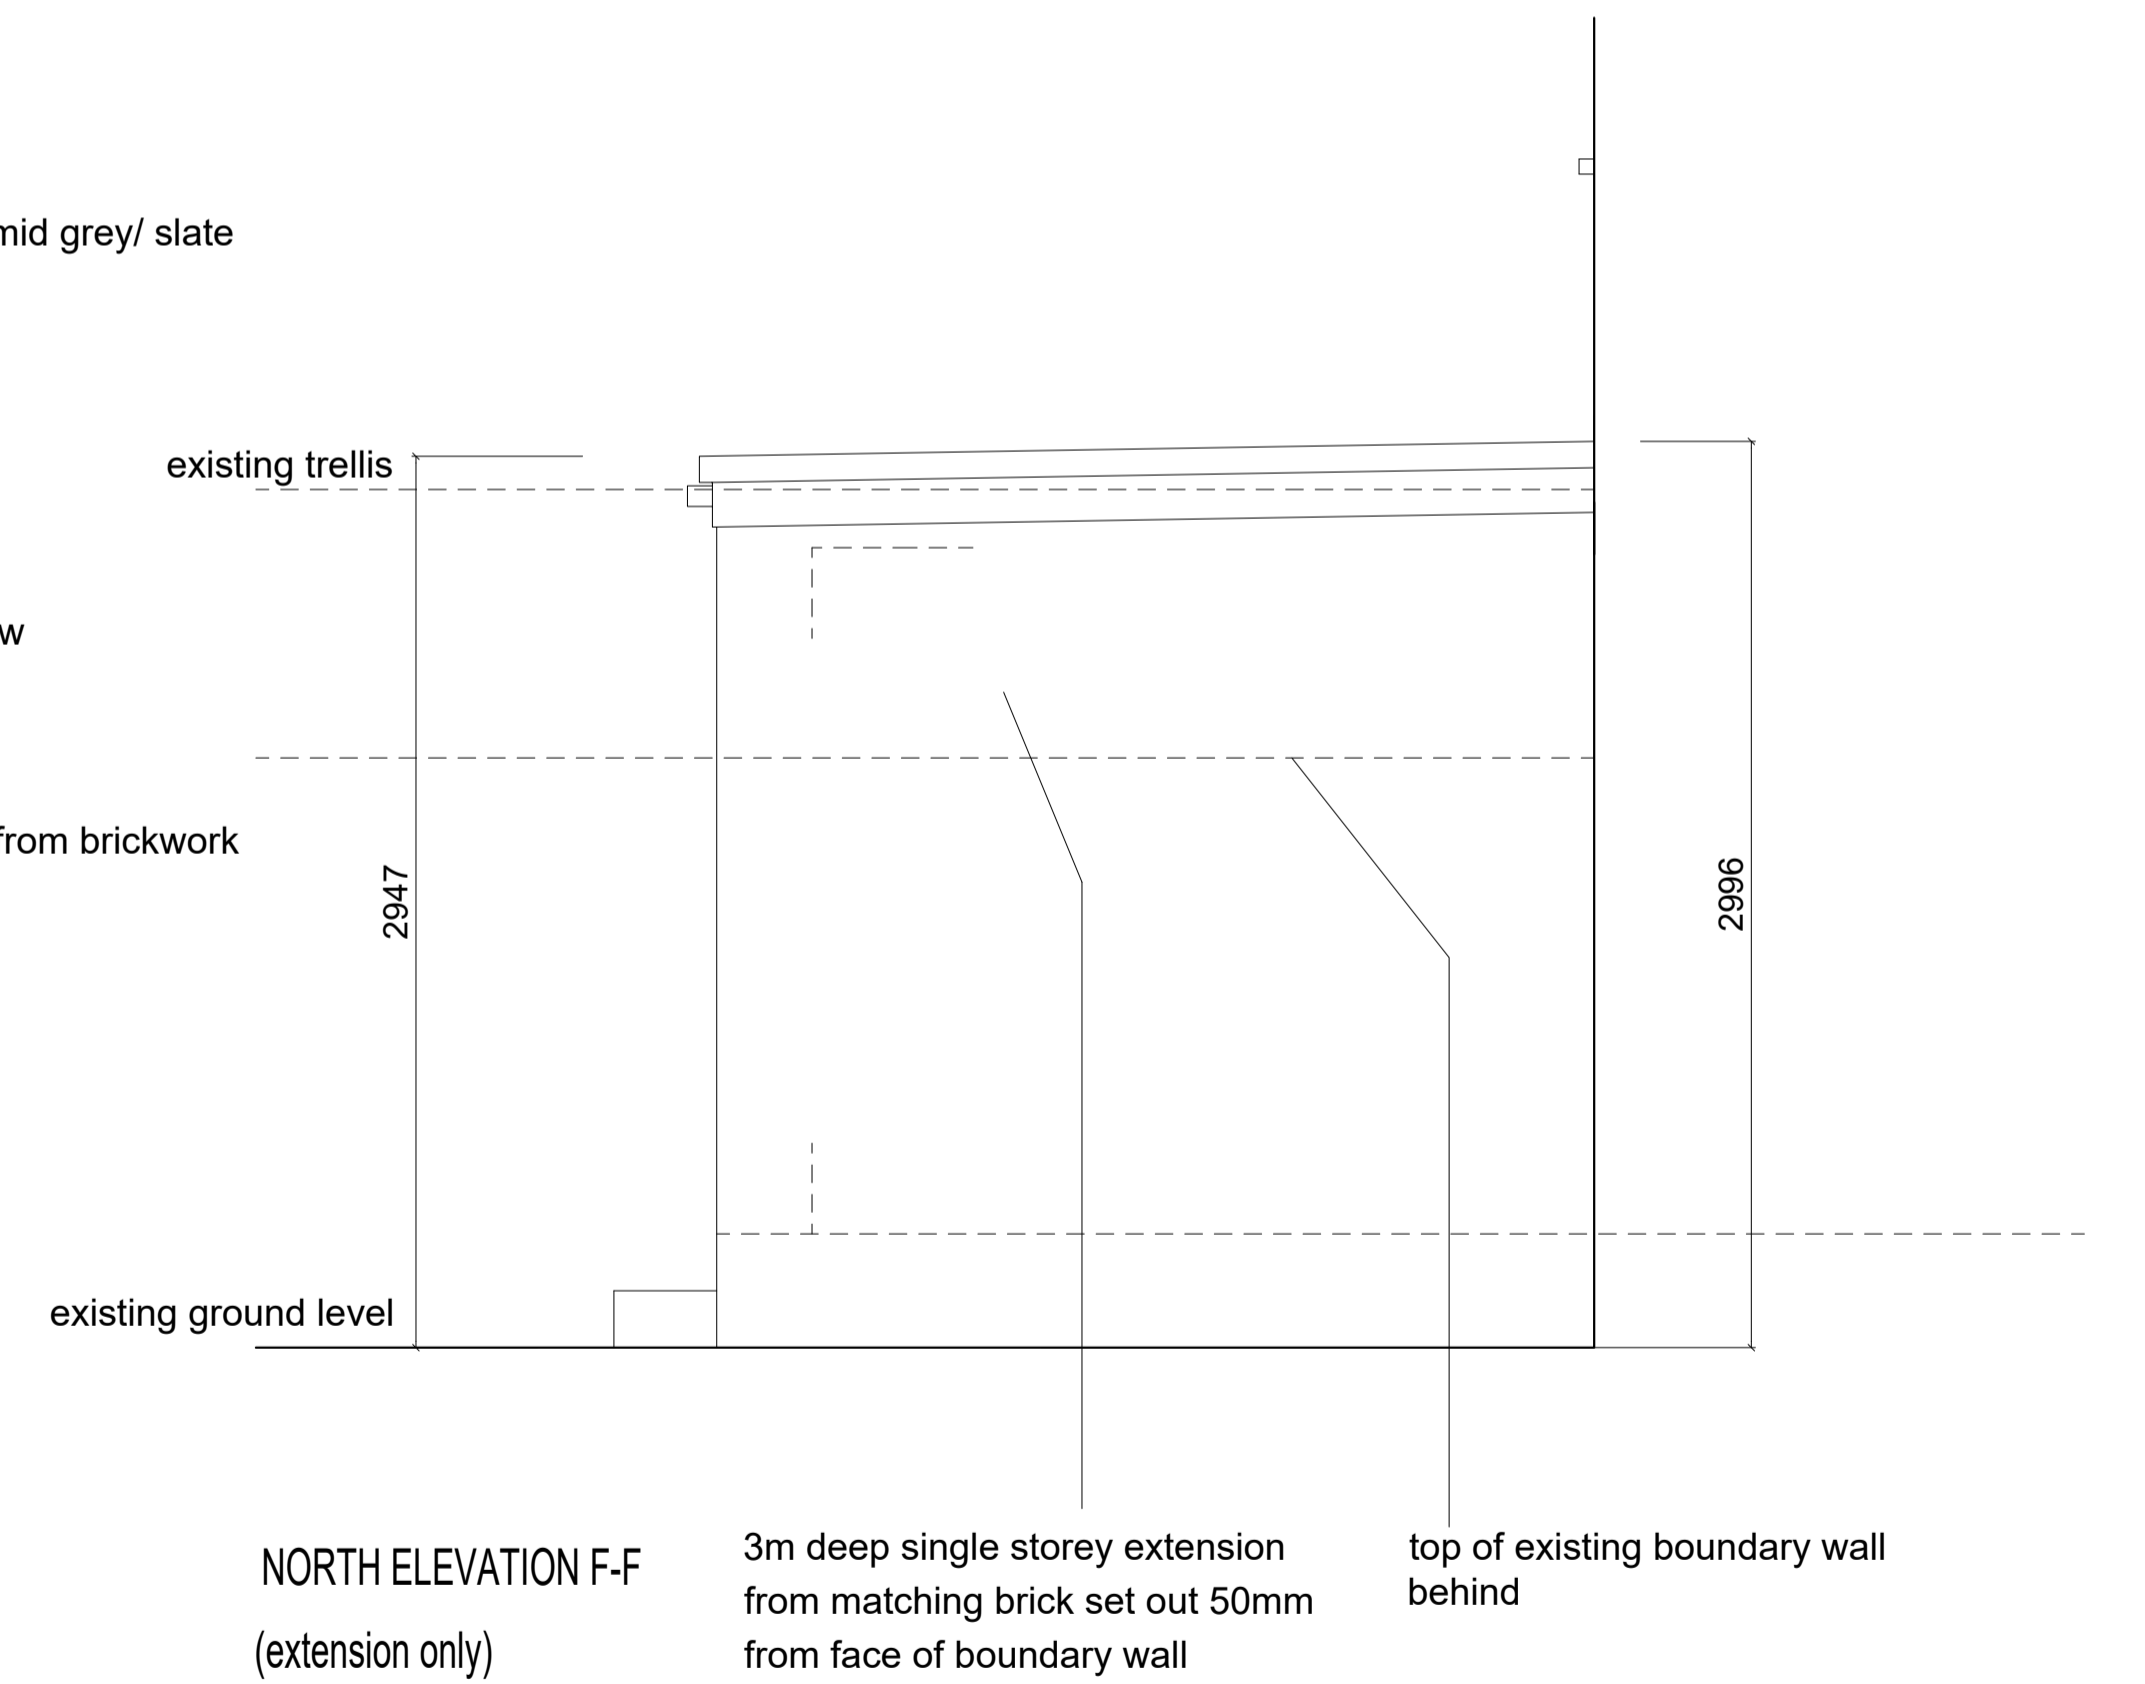 mid grey/ slate
existing trellis
w
from brickwork
2947
2996
existing ground level
NORTH ELEVATION F-F
(extension only)
3m deep single storey extension
from matching brick set out 50mm
from face of boundary wall
top of existing boundary wall
behind